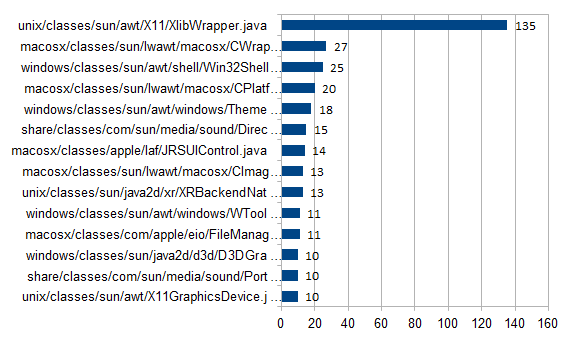 unix/classes/sun/awt/X11/XlibWrapper.java 135
macosx/classes/sun/lwawt/macosx/CWrap... 27
windows/classes/sun/awt/shell/Win32Shell... 25
macosx/classes/sun/lwawt/macosx/CPlatf... 20
windows/classes/sun/awt/windows/Theme... 18
share/classes/com/sun/media/sound/Direc... 15
macosx/classes/apple/laf/JRSUIControl.java 14
macosx/classes/sun/lwawt/macosx/CImag... 13
unix/classes/sun/java2d/xr/XRBackendNat... 13
windows/classes/sun/awt/windows/WTool... 11
macosx/classes/com/apple/eio/FileManag... 11
windows/classes/sun/java2d/d3d/D3DGra... 10
share/classes/com/sun/media/sound/Port... 10
unix/classes/sun/awt/X11GraphicsDevice.j... 10
0 20 40 60 80 100 120 140 160